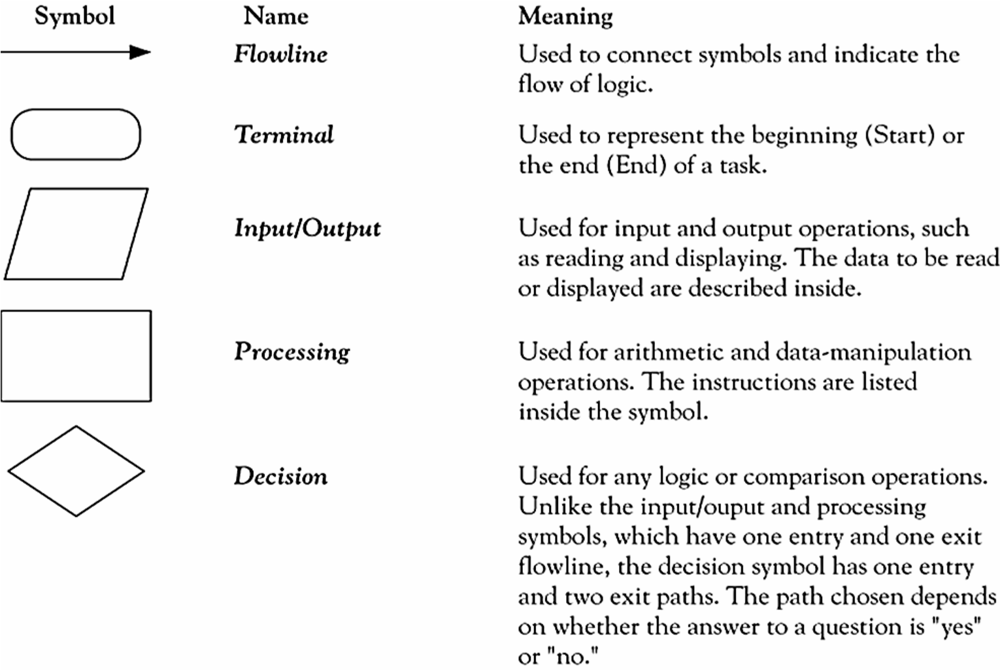 Symbol Name Meaning
Flowline Used to connect symbols and indicate the
flow of logic.
Terminal Used to represent the beginning (Start) or
the end (End) of a task.
Input/Output Used for input and output operations, such
as reading and displaying. The data to be read
or displayed are described inside.
Processing Used for arithmetic and data-manipulation
operations. The instructions are listed
inside the symbol.
Decision Used for any logic or comparison operations.
Unlike the input/ouput and processing
symbols, which have one entry and one exit
flowline, the decision symbol has one entry
and two exit paths. The path chosen depends
on whether the answer to a question is "yes"
or "no."